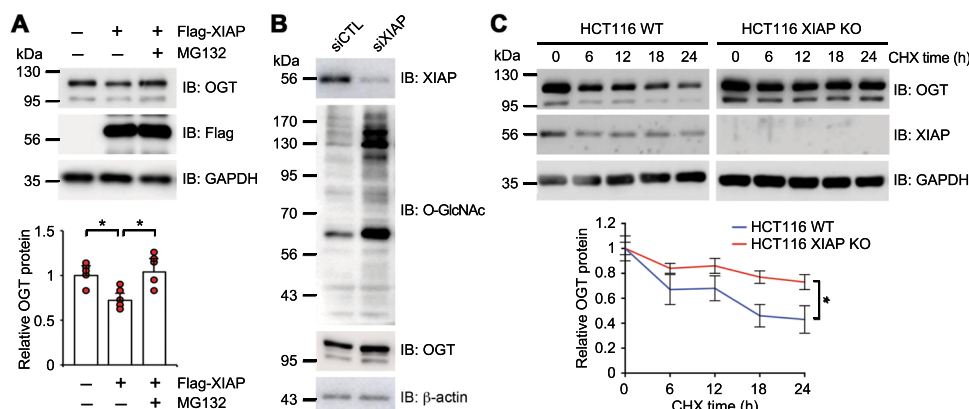 A
− + + Flag-XIAP
− − + MG132
kDa
130
95
IB: OGT
56
IB: Flag
35
IB: GAPDH
* *
Relative OGT protein
1.5
1
0.5
0
− + + Flag-XIAP
− − + MG132
B
siCTL
siXIAP
kDa
56
IB: XIAP
170
130
95
70
56
43
IB: O-GlcNAc
95
IB: OGT
43
IB: β-actin
C
HCT116 WT
HCT116 XIAP KO
kDa
0 6 12 18 24 0 6 12 18 24 CHX time (h)
130
95
IB: OGT
56
IB: XIAP
35
IB: GAPDH
Relative OGT protein
1.2
1
0.8
0.6
0.4
0.2
0
HCT116 WT
HCT116 XIAP KO
*
0 6 12 18 24
CHX time (h)